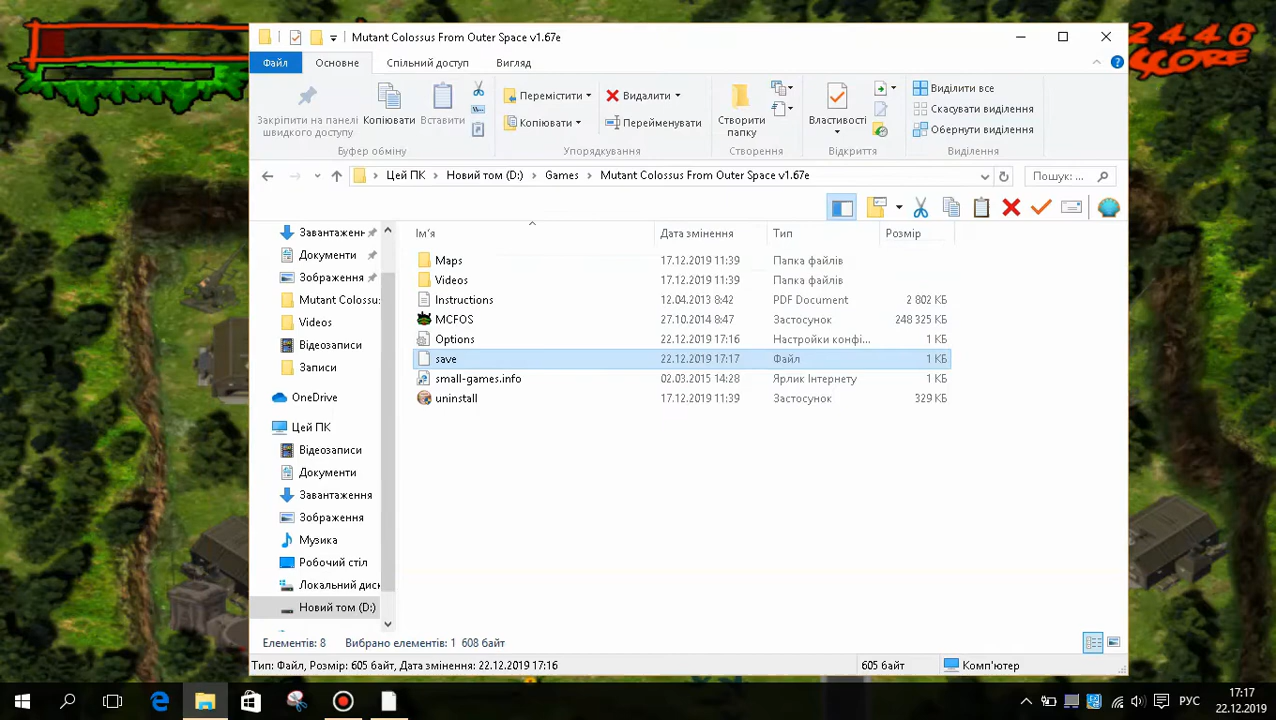 2446
SCORE
Mutant Colossus From Outer Space v1.67e
Файл Основне Спільний доступ Вигляд
Закріпити на панелі швидкого доступу
Копіювати
Вставити
Буфер обміну
Перемістити
Копіювати
Видалити
Перейменувати
Упорядкування
Створити папку
Створення
Властивості
Відкриття
Виділити все
Скасувати виділення
Обернути виділення
Виділення
Цей ПК Новий том (D:) Games Mutant Colossus From Outer Space v1.67e
Пошук: ...
Завантажен
Документи
Зображення
Mutant Colossu:
Videos
Відеозаписи
Записи
OneDrive
Цей ПК
Відеозаписи
Документи
Завантаження
Зображення
Музика
Робочий стіл
Локальний диск
Новий том (D:)
Ім'я Дата змінення Тип Розмір
Maps 17.12.2019 11:39 Папка файлів
Videos 17.12.2019 11:39 Папка файлів
Instructions 12.04.2013 8:42 PDF Document 2 802 КБ
MCFOS 27.10.2014 8:47 Застосунок 248 325 КБ
Options 22.12.2019 17:16 Настройки конфі... 1 КБ
save 22.12.2019 17:17 Файл 1 КБ
small-games.info 02.03.2015 14:28 Ярлик Інтернету 1 КБ
uninstall 17.12.2019 11:39 Застосунок 329 КБ
Елементів: 8 Вибрано елементів: 1 608 байт
Тип: Файл, Розмір: 605 байт, Дата змінення: 22.12.2019 17:16 605 байт Комп'ютер
РУС
17:17
22.12.2019